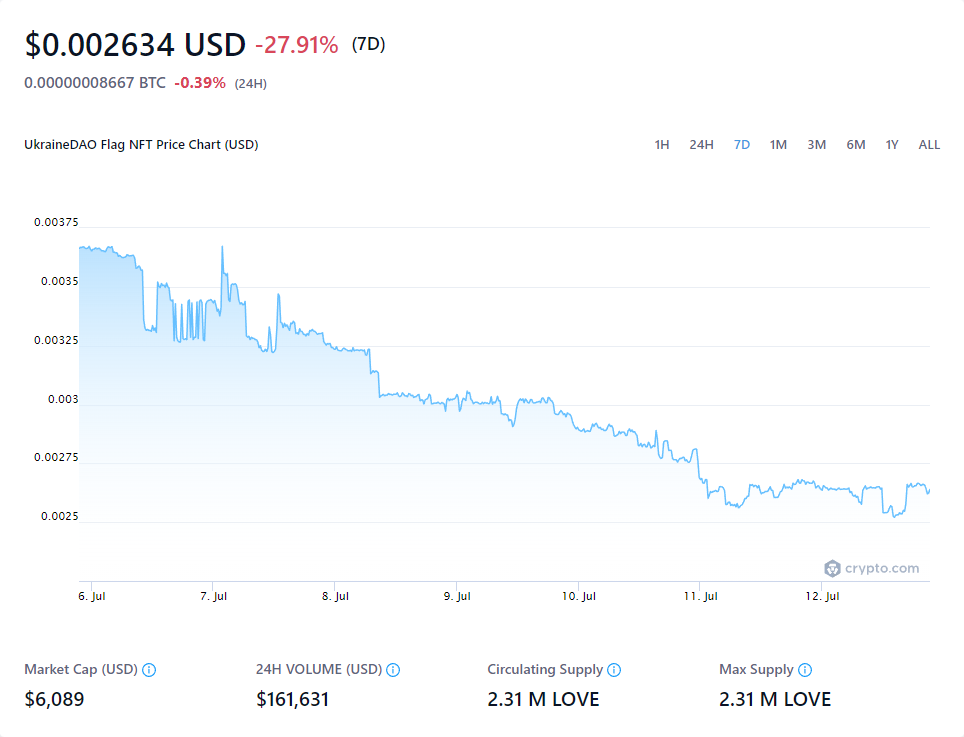 $0.002634 USD -27.91% (7D)
0.00000008667 BTC -0.39% (24H)
UkraineDAO Flag NFT Price Chart (USD) 1H 24H 7D 1M 3M 6M 1Y ALL
0.00375
0.0035
0.00325
0.003
0.00275
0.0025
crypto.com
6. Jul 7. Jul 8. Jul 9. Jul 10. Jul 11. Jul 12. Jul
Market Cap (USD) 24H VOLUME (USD) Circulating Supply Max Supply
$6,089 $161,631 2.31 M LOVE 2.31 M LOVE